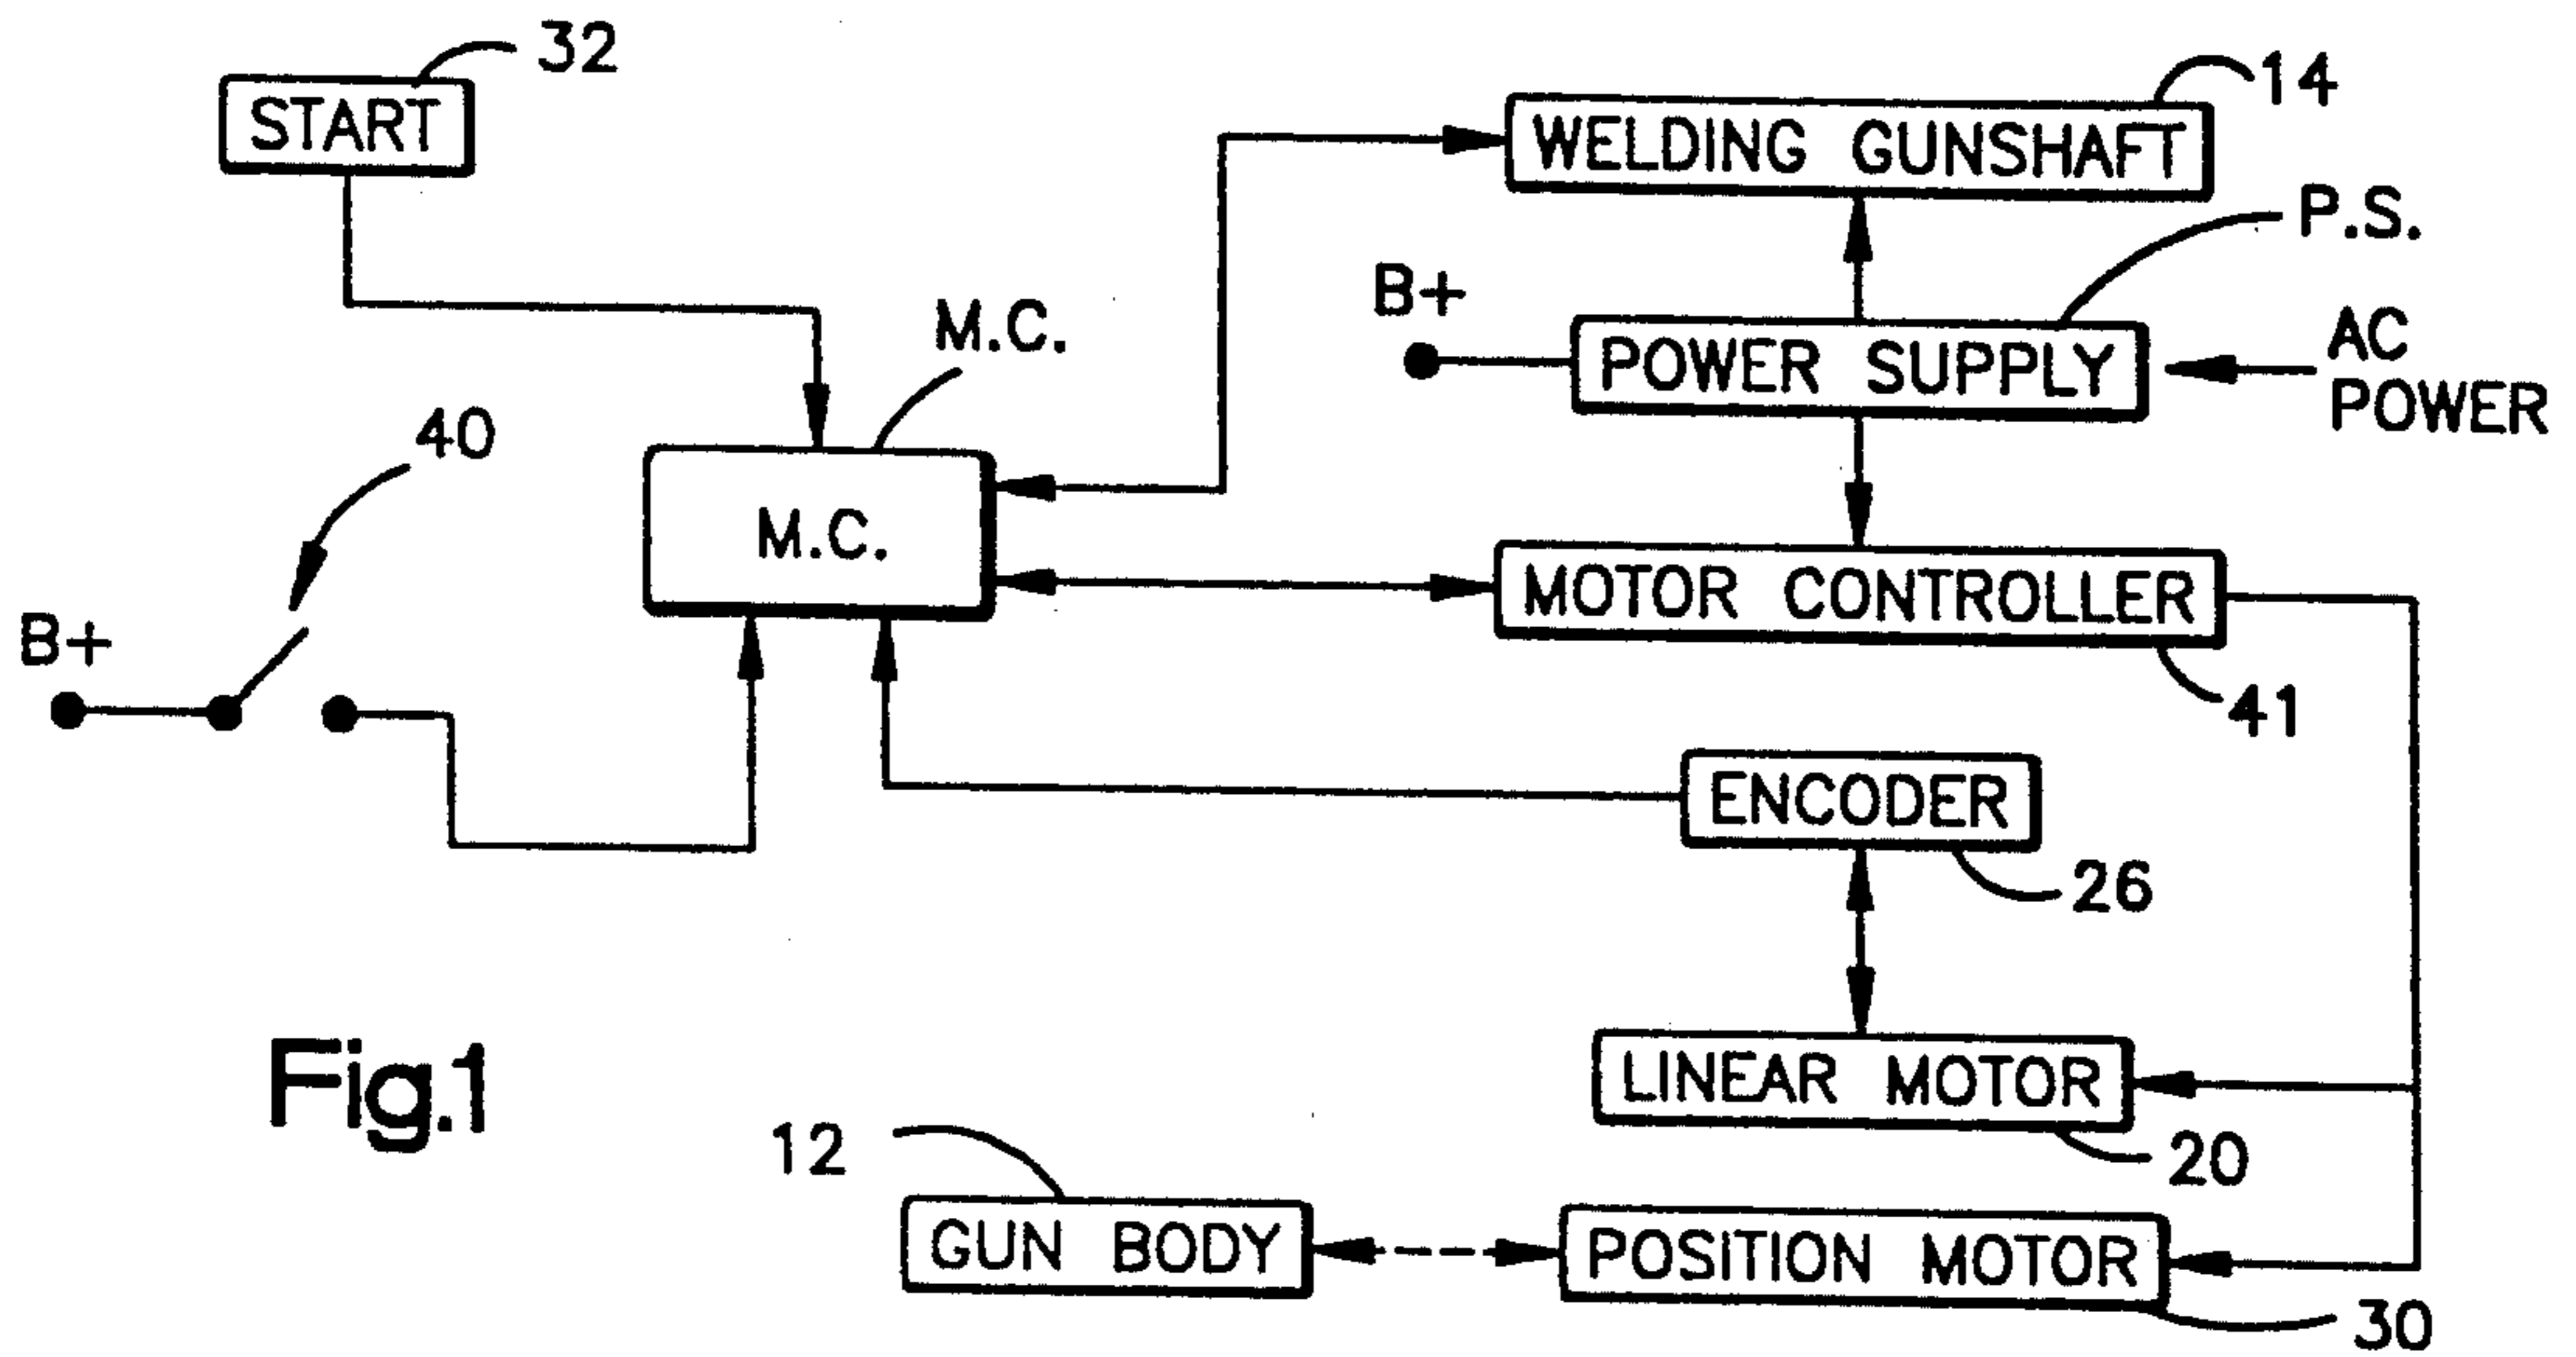 32
START
14
WELDING GUNSHAFT
P.S.
B+
POWER SUPPLY
AC
POWER
M.C.
40
M.C.
MOTOR CONTROLLER
B+
41
ENCODER
26
Fig.1
LINEAR MOTOR
12
20
GUN BODY
POSITION MOTOR
30